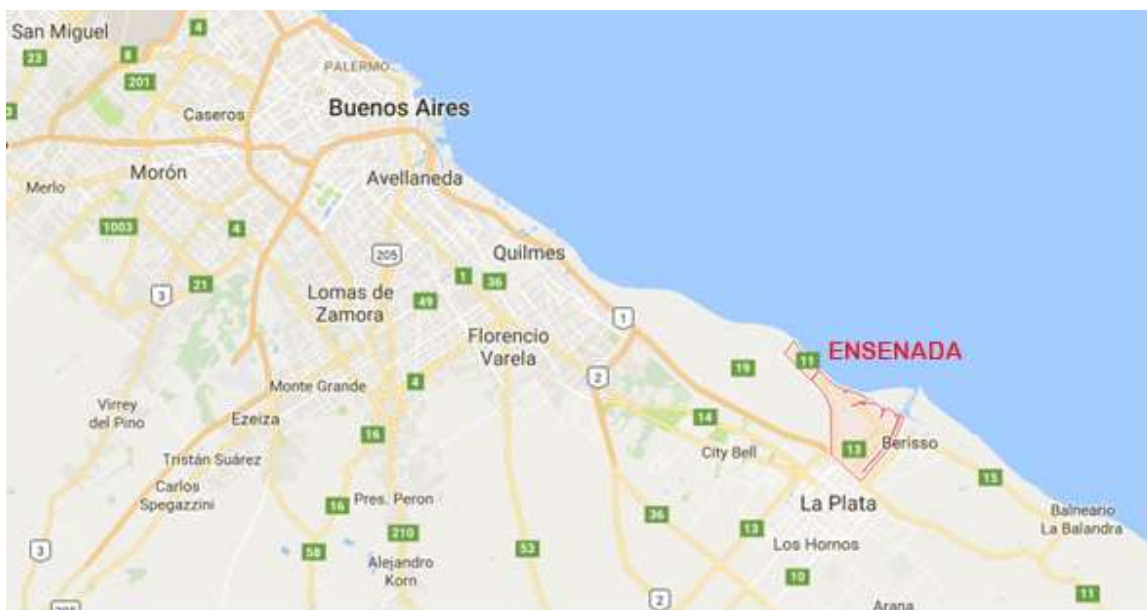 San Miguel
4
23
8
PALERMO
201
Buenos Aires
Caseros
Morón
Avellaneda
Merlo
1003
4
205
Quilmes
1
36
21
3
Lomas de
Zamora
49
1
Florencio
Varela
ENSENADA
11
19
2
4
Monte Grande
Virrey
del Pino
Ezeiza
14
16
City Bell
13
Berisso
Tristán Suárez
15
Carlos
Spegazzini
Pres. Peron
16
La Plata
36
Balneario
La Balandra
210
13
Los Hornos
3
58
53
Alejandro
Korn
10
11
2
Arana
205